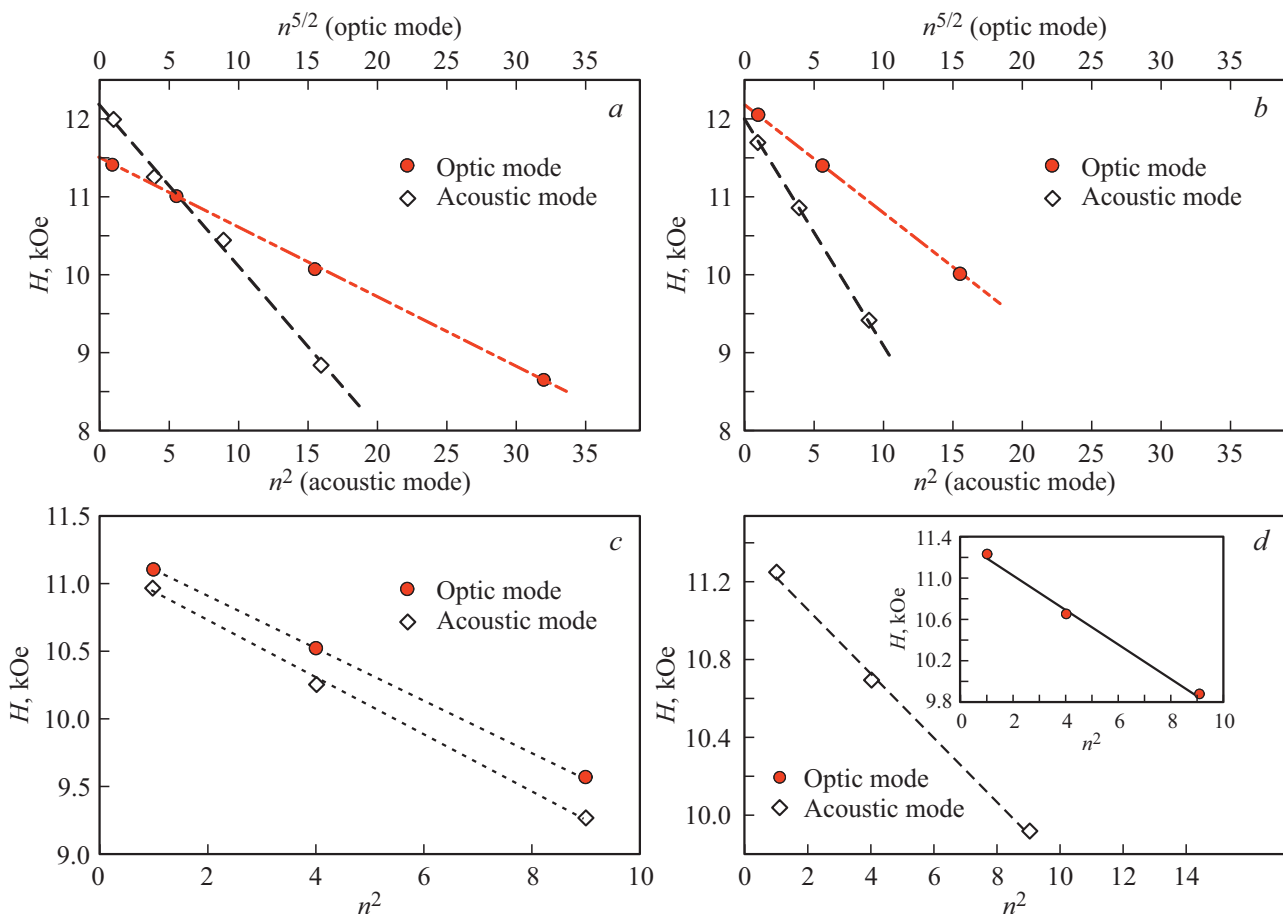 n^{5/2} (optic mode)
0 5 10 15 20 25 30 35
a
12
11
10
9
8
H, kOe
Optic mode
Acoustic mode
0 5 10 15 20 25 30 35
n^2 (acoustic mode)
n^{5/2} (optic mode)
0 5 10 15 20 25 30 35
b
12
11
10
9
8
H, kOe
Optic mode
Acoustic mode
0 5 10 15 20 25 30 35
n^2 (acoustic mode)
c
11.5
11.0
10.5
10.0
9.5
9.0
H, kOe
Optic mode
Acoustic mode
0 2 4 6 8 10
n^2
d
11.2
10.8
10.4
10.0
H, kOe
11.4
11.0
10.6
10.2
9.8
H, kOe
0 2 4 6 8 10
n^2
Optic mode
Acoustic mode
0 2 4 6 8 10 12 14
n^2